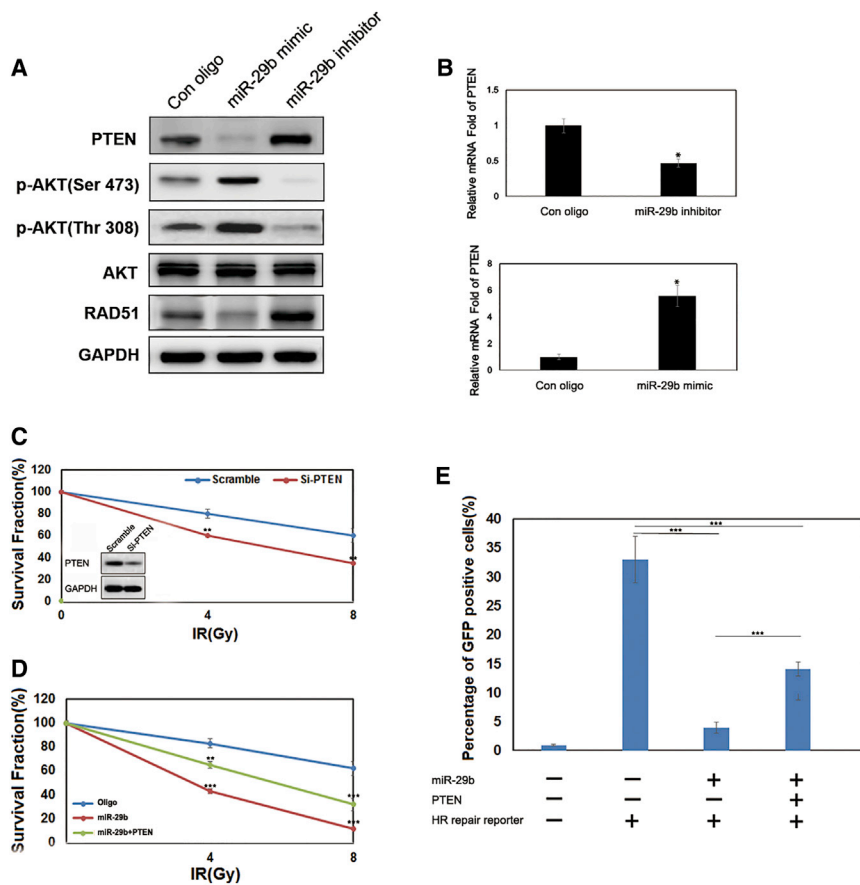 A
Con oligo
miR-29b mimic
miR-29b inhibitor
PTEN
p-AKT(Ser 473)
p-AKT(Thr 308)
AKT
RAD51
GAPDH
B
Relative mRNA Fold of PTEN
1.5
1
0.5
0
*
Con oligo
miR-29b inhibitor
Relative mRNA Fold of PTEN
8
6
4
2
0
*
Con oligo
miR-29b mimic
C
Survival Fraction(%)
120
100
80
60
40
20
0
Scramble
Si-PTEN
**
**
Scramble
Si-PTEN
PTEN
GAPDH
0
4
8
IR(Gy)
D
Survival Fraction(%)
120
100
80
60
40
20
0
**
***
***
***
Oligo
miR-29b
miR-29b+PTEN
4
8
IR(Gy)
E
Percentage of GFP positive cells(%)
40
35
30
25
20
15
10
5
0
***
***
***
miR-29b — — + +
PTEN — — — +
HR repair reporter — + + +